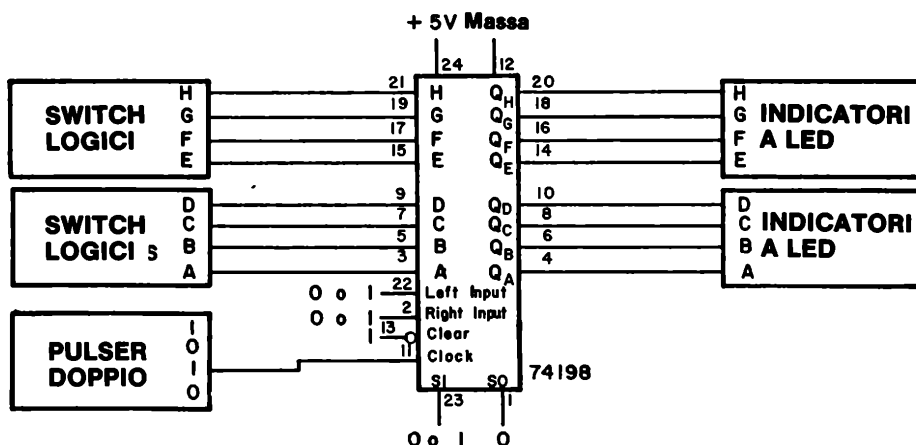 + 5V Massa
24 12
SWITCH LOGICI
H 21 H QH 20 H
G 19 G QG 18 G
F 17 F QF 16 F
E 15 E QE 14 E
INDICATORI A LED
SWITCH LOGICI s
D 9 D QD 10 D
C 7 C QC 8 C
B 5 B QB 6 B
A 3 A QA 4 A
INDICATORI A LED
0 o 1 22 Left Input
0 o 1 2 Right Input
1 13 Clear
11 Clock
PULSER DOPPIO
1
0
1
0
S1 S0 74198
23 1
0 o 1 0